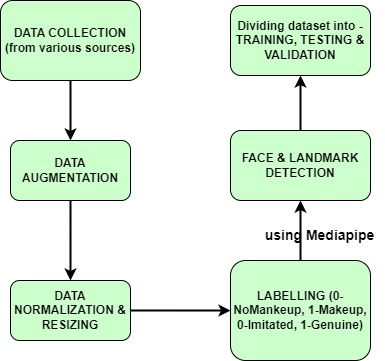 DATA COLLECTION
(from various sources)
DATA
AUGMENTATION
DATA
NORMALIZATION &
RESIZING
LABELLING (0-
NoMankeup, 1-Makeup,
0-Imitated, 1-Genuine)
using Mediapipe
FACE & LANDMARK
DETECTION
Dividing dataset into -
TRAINING, TESTING &
VALIDATION